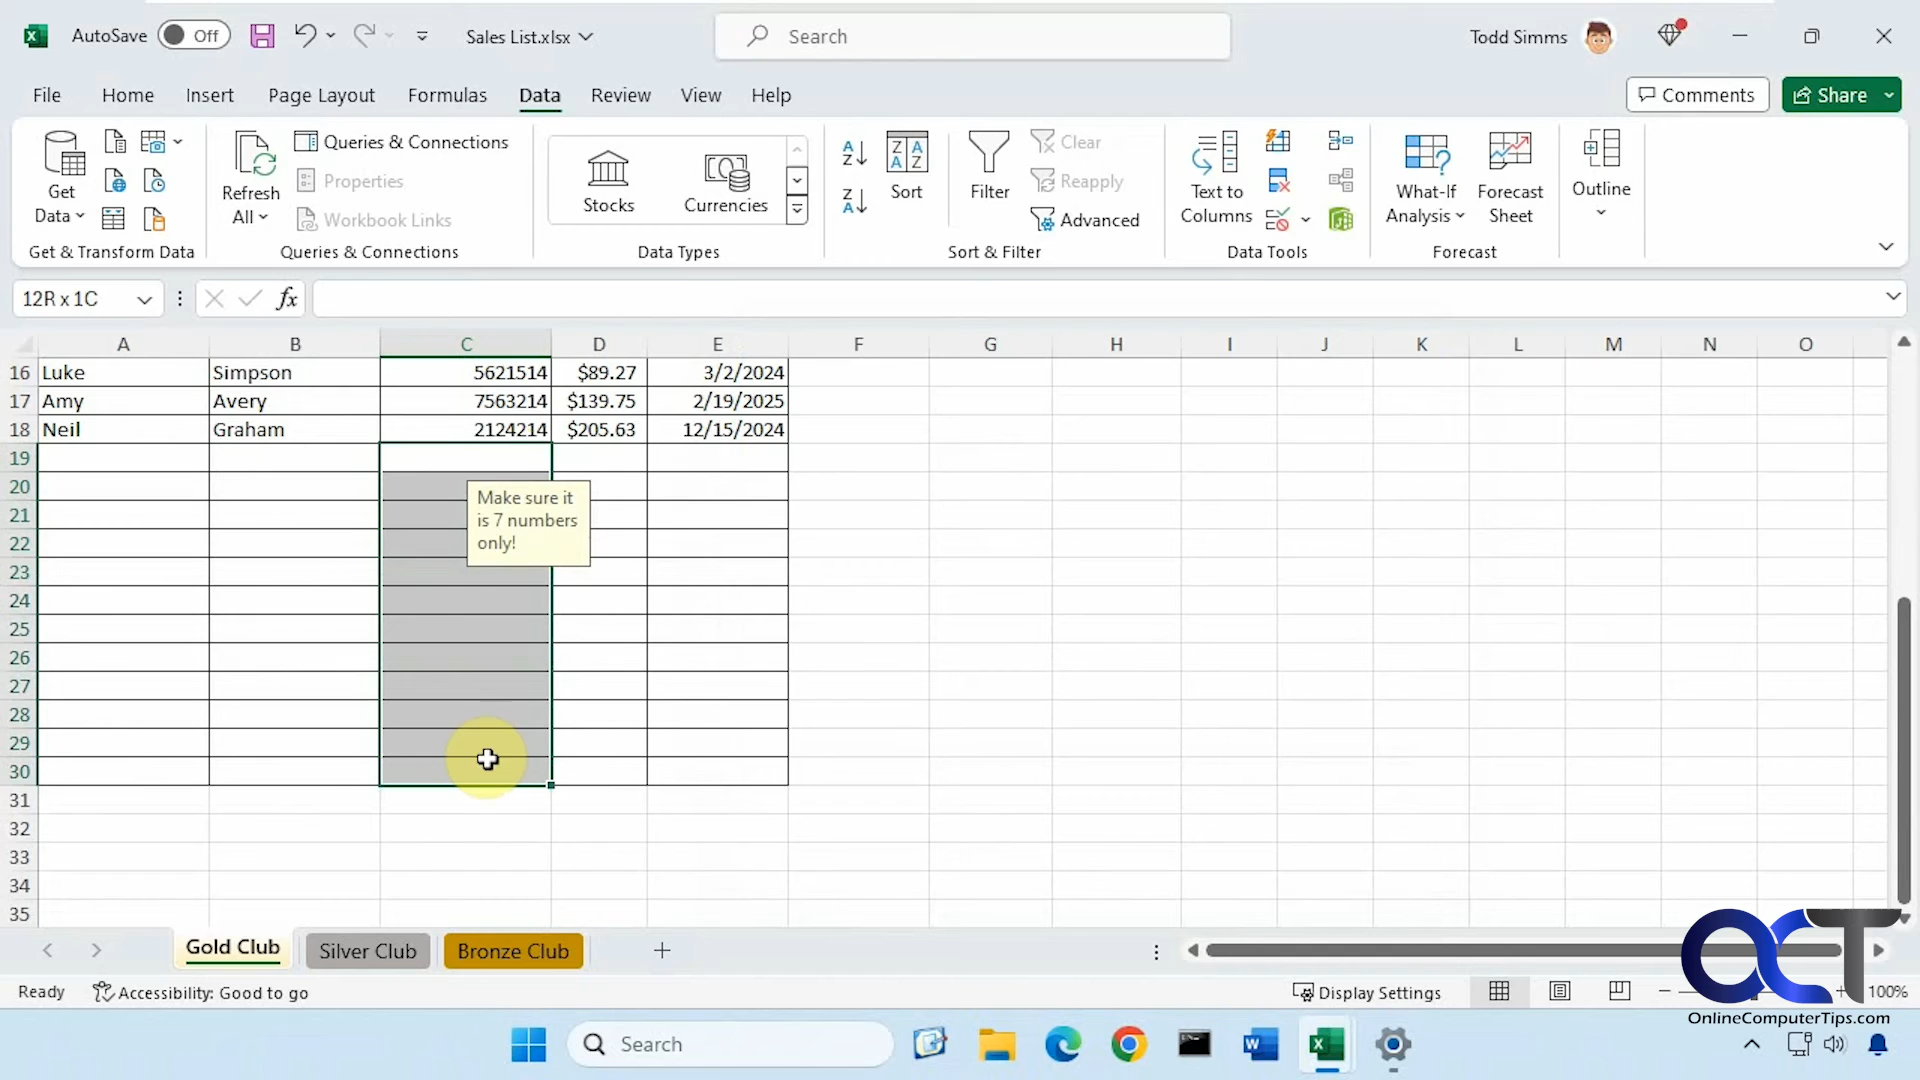 AutoSave Off Sales List.xlsx Search Todd Simms
File Home Insert Page Layout Formulas Data Review View Help Comments Share
Get Data
Refresh All
Queries & Connections
Properties
Workbook Links
Stocks
Currencies
Sort
Filter
Clear
Reapply
Advanced
Text to Columns
What-If Analysis
Forecast Sheet
Outline
Get & Transform Data Queries & Connections Data Types Sort & Filter Data Tools Forecast
12R x 1C fx
A B C D E F G H I J K L M N O
16 Luke Simpson 5621514 $89.27 3/2/2024
17 Amy Avery 7563214 $139.75 2/19/2025
18 Neil Graham 2124214 $205.63 12/15/2024
19
20
21
22
23
24
25
26
27
28
29
30
31
32
33
34
35
Make sure it
is 7 numbers
only!
Gold Club Silver Club Bronze Club
Ready Accessibility: Good to go Display Settings 100%
OCT
OnlineComputerTips.com
Search